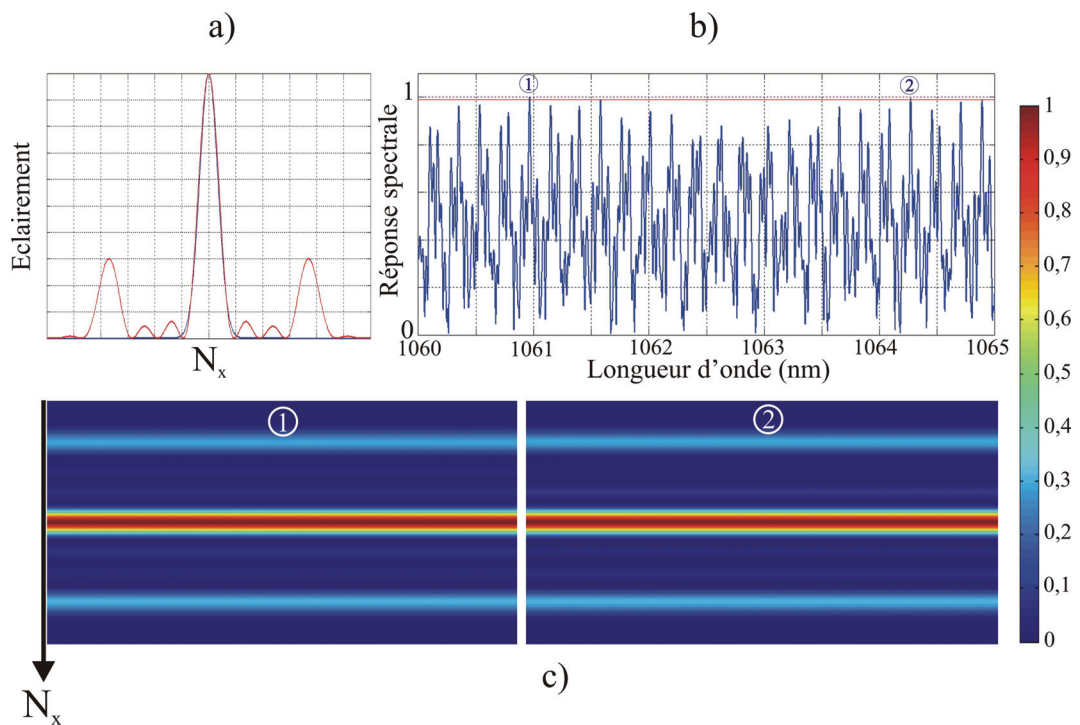 a)
b)
Eclairement
N_x
Réponse spectrale
1
0
① ②
1060 1061 1062 1063 1064 1065
Longueur d’onde (nm)
1
0,9
0,8
0,7
0,6
0,5
0,4
0,3
0,2
0,1
0
① ②
N_x
c)